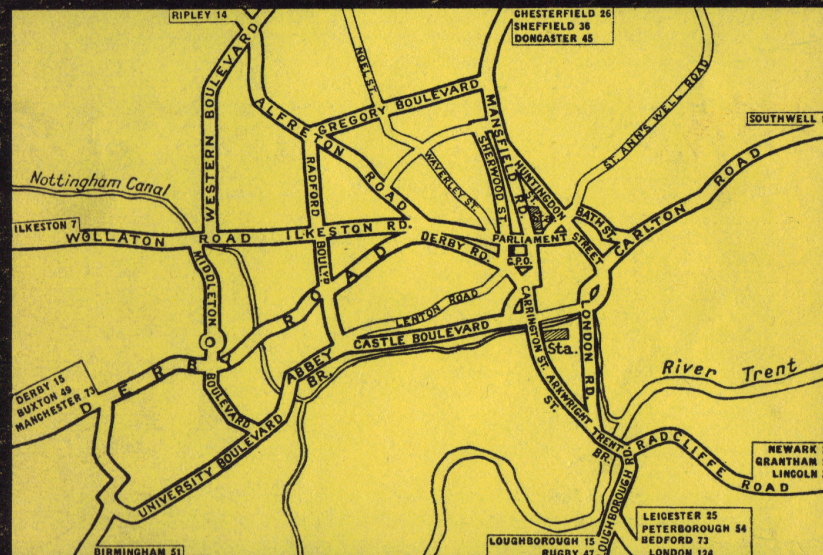 RIPLEY 14
CHESTERFIELD 26
SHEFFIELD 36
DONCASTER 45
NOEL ST.
WESTERN BOULEVARD
ALFRETON ROAD
GREGORY BOULEVARD
MANSFIELD RD.
ST. ANN'S WELL ROAD
SOUTHWELL
Nottingham Canal
RADFORD BOULVD.
WAVERLEY ST.
SHERWOOD ST.
HUNTINGDON
BATH ST.
CARLTON ROAD
ILKESTON 7
WOLLATON ROAD
ILKESTON RD.
DERBY RD.
PARLIAMENT
STREET
G.P.O.
MIDDLETON
BOULEVARD
DERBY ROAD
LENTON ROAD
CASTLE BOULEVARD
CARRINGTON ST.
LONDON RD.
Sta.
ABBEY
BR.
River Trent
DERBY 15
BUXTON 49
MANCHESTER 73
UNIVERSITY BOULEVARD
ARKWRIGHT
ST.
TRENT
BR.
RADCLIFFE ROAD
LOUGHBOROUGH RD.
NEWARK
GRANTHAM
LINCOLN
LEICESTER 25
PETERBOROUGH 54
BEDFORD 73
LONDON 124
LOUGHBOROUGH 15
RUGBY 47
BIRMINGHAM 51